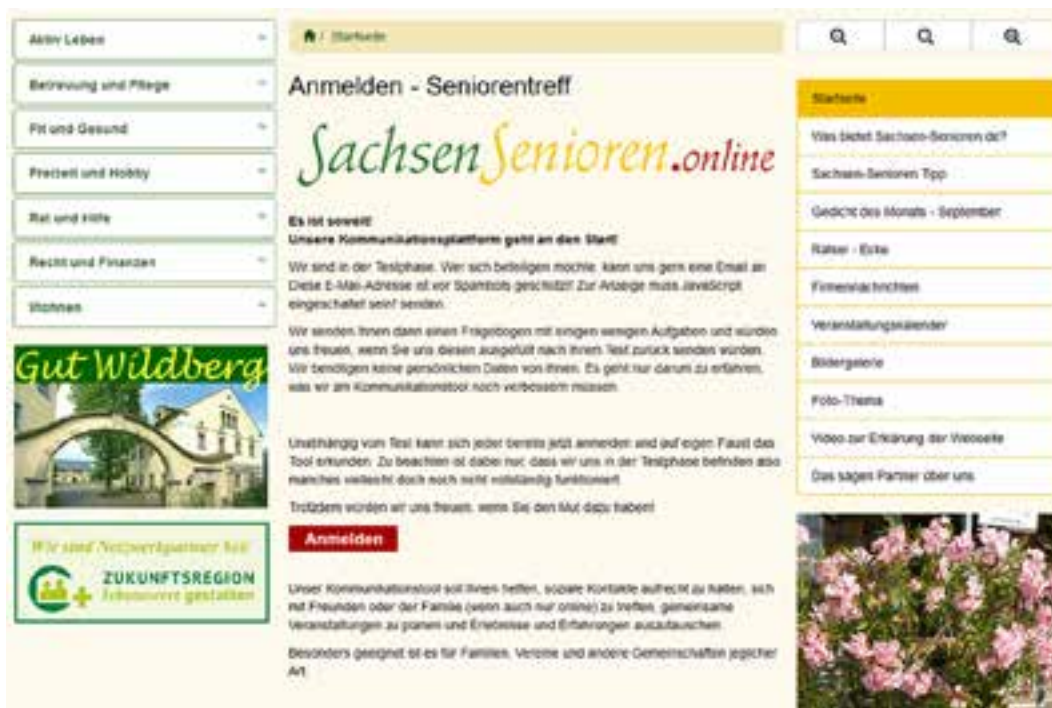 Aktiv Leben
Betreuung und Pflege
Fit und Gesund
Freizeit und Hobby
Rat und Hilfe
Recht und Finanzen
Wohnen
Gut Wildberg
Wir sind Netzwerkpartner bei:
ZUKUNFTSREGION
lebenswert gestalten
/ Startseite
Anmelden - Seniorentreff
SachsenSenioren.online
Es ist soweit!
Unsere Kommunikationsplattform geht an den Start!
Wir sind in der Testphase. Wer sich beteiligen möchte, kann uns gern eine Email an
Diese E-Mail-Adresse ist vor Spambots geschützt! Zur Anzeige muss JavaScript
eingeschaltet sein! senden.
Wir senden Ihnen dann einen Fragebogen mit einigen wenigen Aufgaben und würden
uns freuen, wenn Sie uns diesen ausgefüllt nach Ihrem Test zurück senden würden.
Wir benötigen keine persönlichen Daten von Ihnen. Es geht nur darum zu erfahren,
was wir am Kommunikationstool noch verbessern müssen.
Unabhängig vom Test kann sich jeder bereits jetzt anmelden und auf eigen Faust das
Tool erkunden. Zu beachten ist dabei nur, dass wir uns in der Testphase befinden also
manches vielleicht doch noch nicht vollständig funktioniert.
Trotzdem würden wir uns freuen, wenn Sie den Mut dazu haben!
Anmelden
Unser Kommunikationstool soll Ihnen helfen, soziale Kontakte aufrecht zu halten, sich
mit Freunden oder der Familie (wenn auch nur online) zu treffen, gemeinsame
Veranstaltungen zu planen und Erlebnisse und Erfahrungen auszutauschen.
Besonders geeignet ist es für Familien, Vereine und andere Gemeinschaften jeglicher
Art.
Startseite
Was bietet Sachsen-Senioren.de?
Sachsen-Senioren Tipp
Gedicht des Monats - September
Rätsel - Ecke
Firmennachrichten
Veranstaltungskalender
Bildergalerie
Foto-Thema
Video zur Erklärung der Webseite
Das sagen Partner über uns